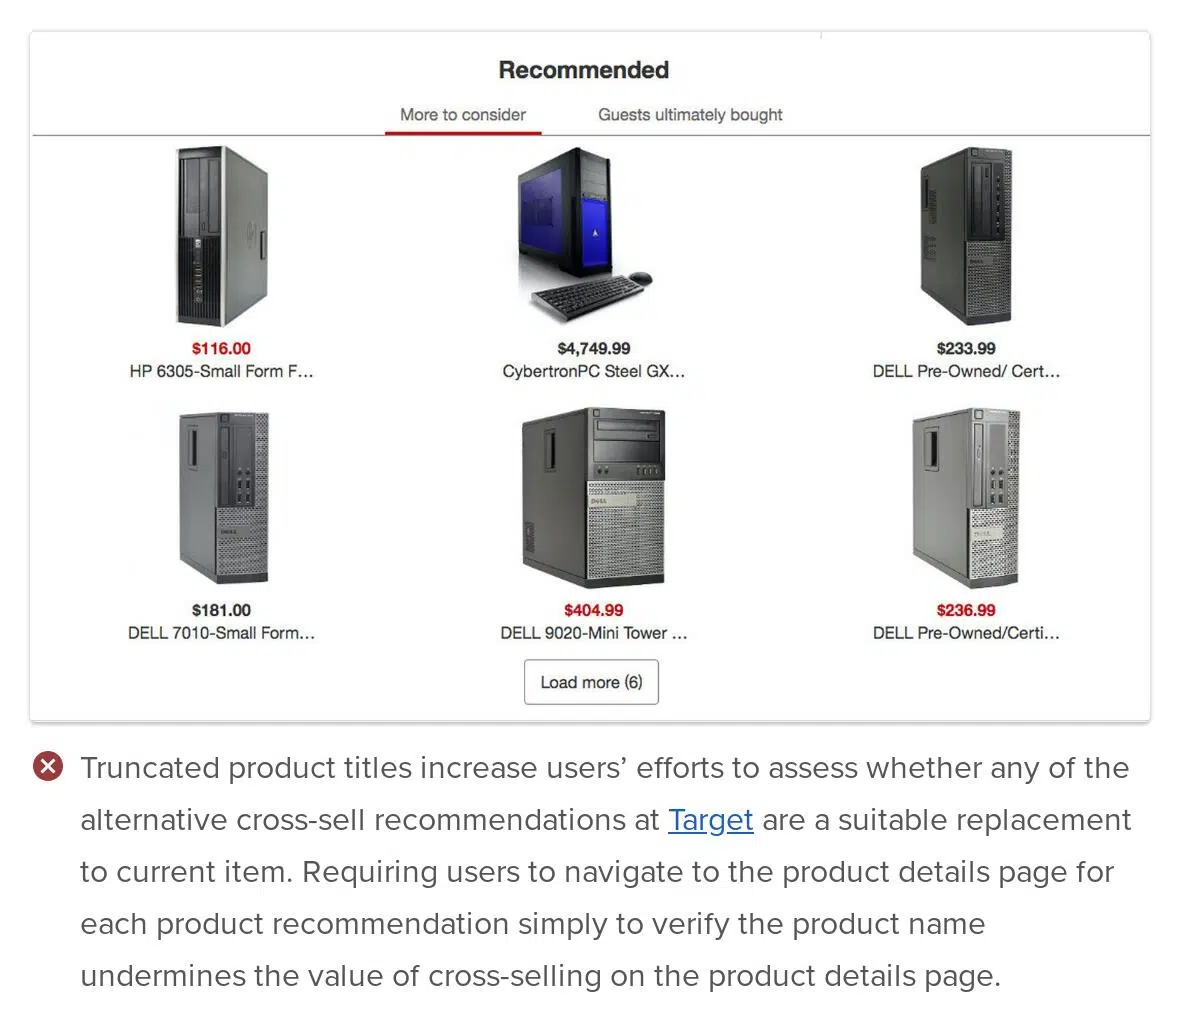 Recommended
More to consider
Guests ultimately bought
$116.00
HP 6305-Small Form F...
$4,749.99
CybertronPC Steel GX...
$233.99
DELL Pre-Owned/ Cert...
$181.00
DELL 7010-Small Form...
DELL
$404.99
DELL 9020-Mini Tower ...
$236.99
DELL Pre-Owned/Certi...
Load more (6)
Truncated product titles increase users’ efforts to assess whether any of the
alternative cross-sell recommendations at Target are a suitable replacement
to current item. Requiring users to navigate to the product details page for
each product recommendation simply to verify the product name
undermines the value of cross-selling on the product details page.